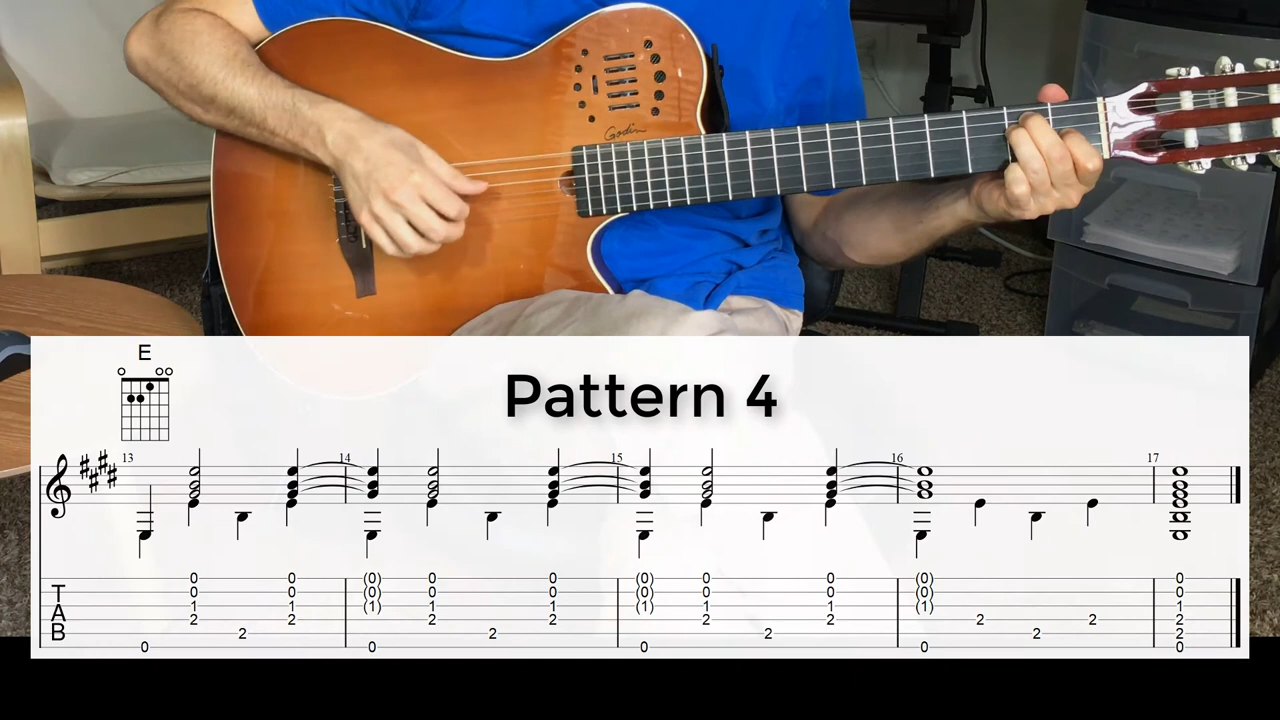 Godin
E
Pattern 4
13 14 15 16 17
T
A
B
0 0 (0) 0 0 (0) 0 0 (0) 0
0 0 (0) 0 0 (0) 0 0 (0) 0
1 1 (1) 1 1 (1) 1 1 (1) 1
2 2 2 2 2 2 2 2 2
2 2 2 2 2
0 0 0 0 0